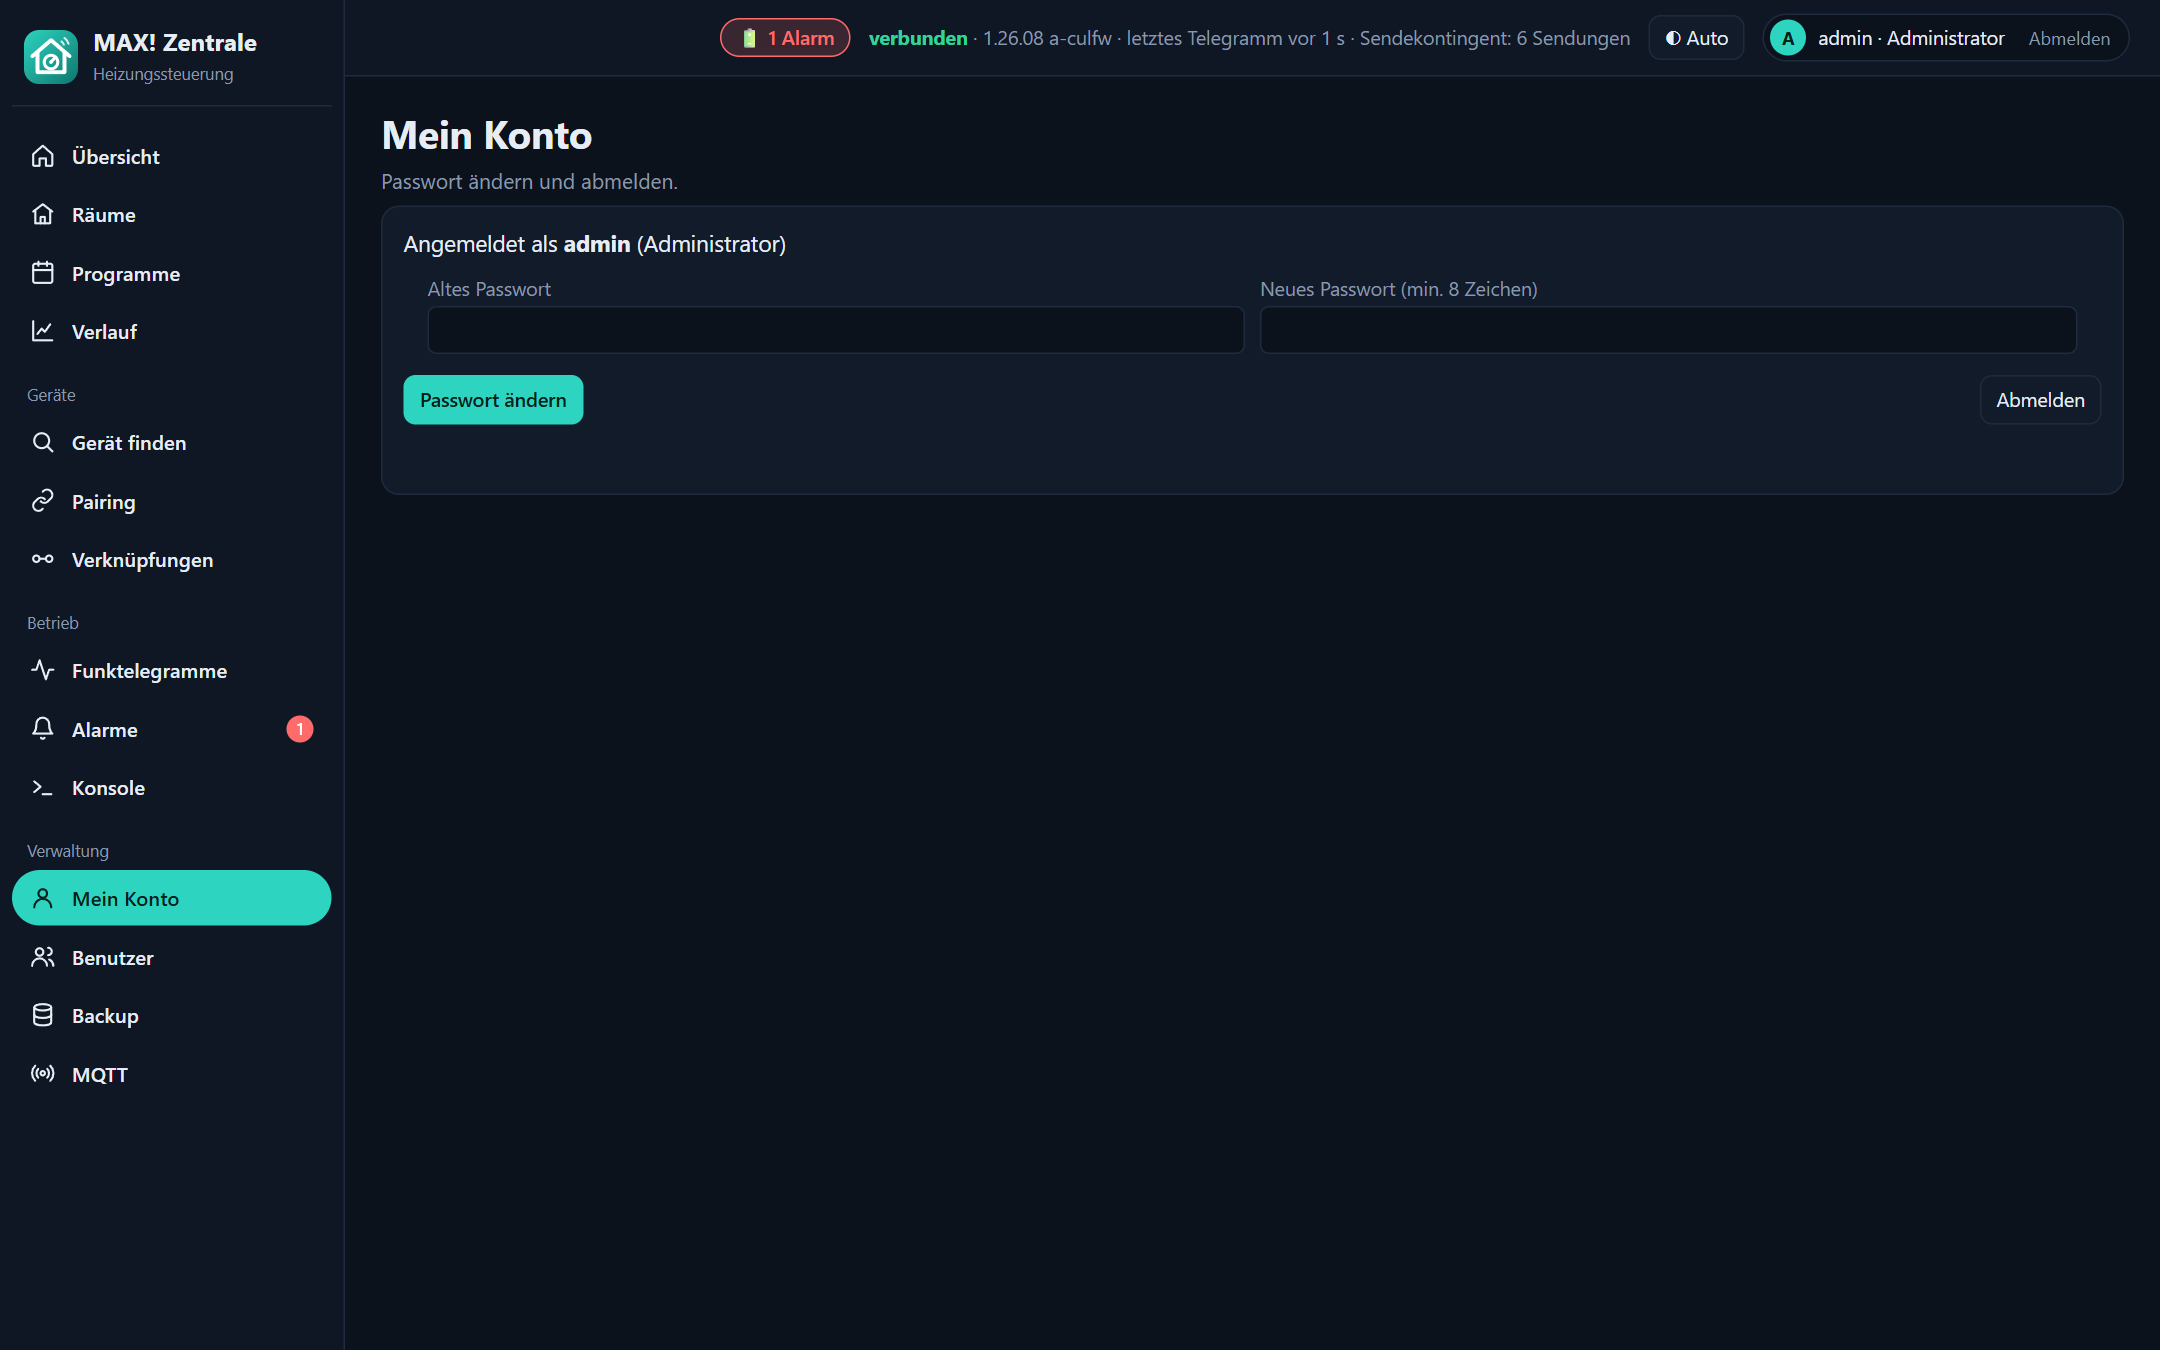 MAX! Zentrale
Heizungssteuerung
1 Alarm
verbunden · 1.26.08 a-culfw · letztes Telegramm vor 1 s · Sendekontingent: 6 Sendungen
Auto
A
admin · Administrator
Abmelden
Übersicht
Räume
Programme
Verlauf
Geräte
Gerät finden
Pairing
Verknüpfungen
Betrieb
Funktelegramme
Alarme
1
Konsole
Verwaltung
Mein Konto
Benutzer
Backup
MQTT
Mein Konto
Passwort ändern und abmelden.
Angemeldet als admin (Administrator)
Altes Passwort
Neues Passwort (min. 8 Zeichen)
Passwort ändern
Abmelden